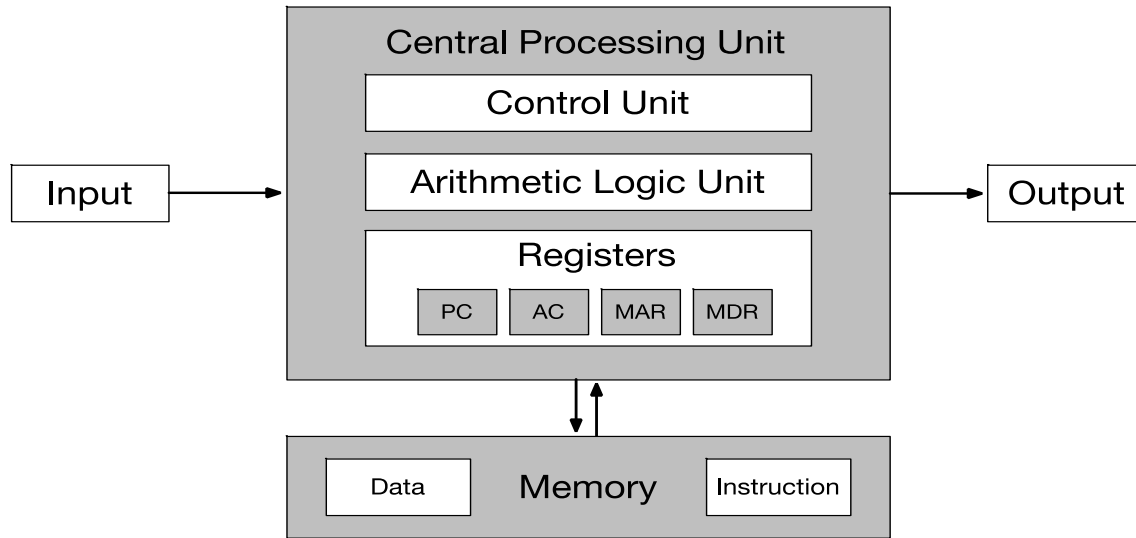 Central Processing Unit
Control Unit
Arithmetic Logic Unit
Input
Output
Registers
PC AC MAR MDR
Data Memory Instruction